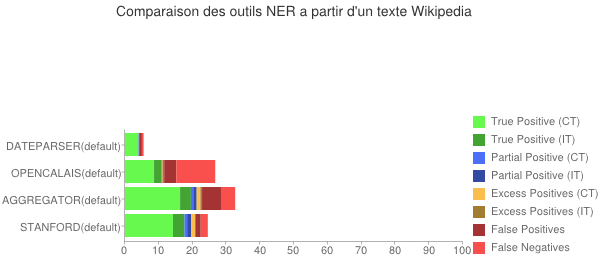 Comparaison des outils NER a partir d'un texte Wikipedia
DATEPARSER(default)
OPENCALAIS(default)
AGGREGATOR(default)
STANFORD(default)
0 10 20 30 40 50 60 70 80 90 100
True Positive (CT)
True Positive (IT)
Partial Positive (CT)
Partial Positive (IT)
Excess Positives (CT)
Excess Positives (IT)
False Positives
False Negatives